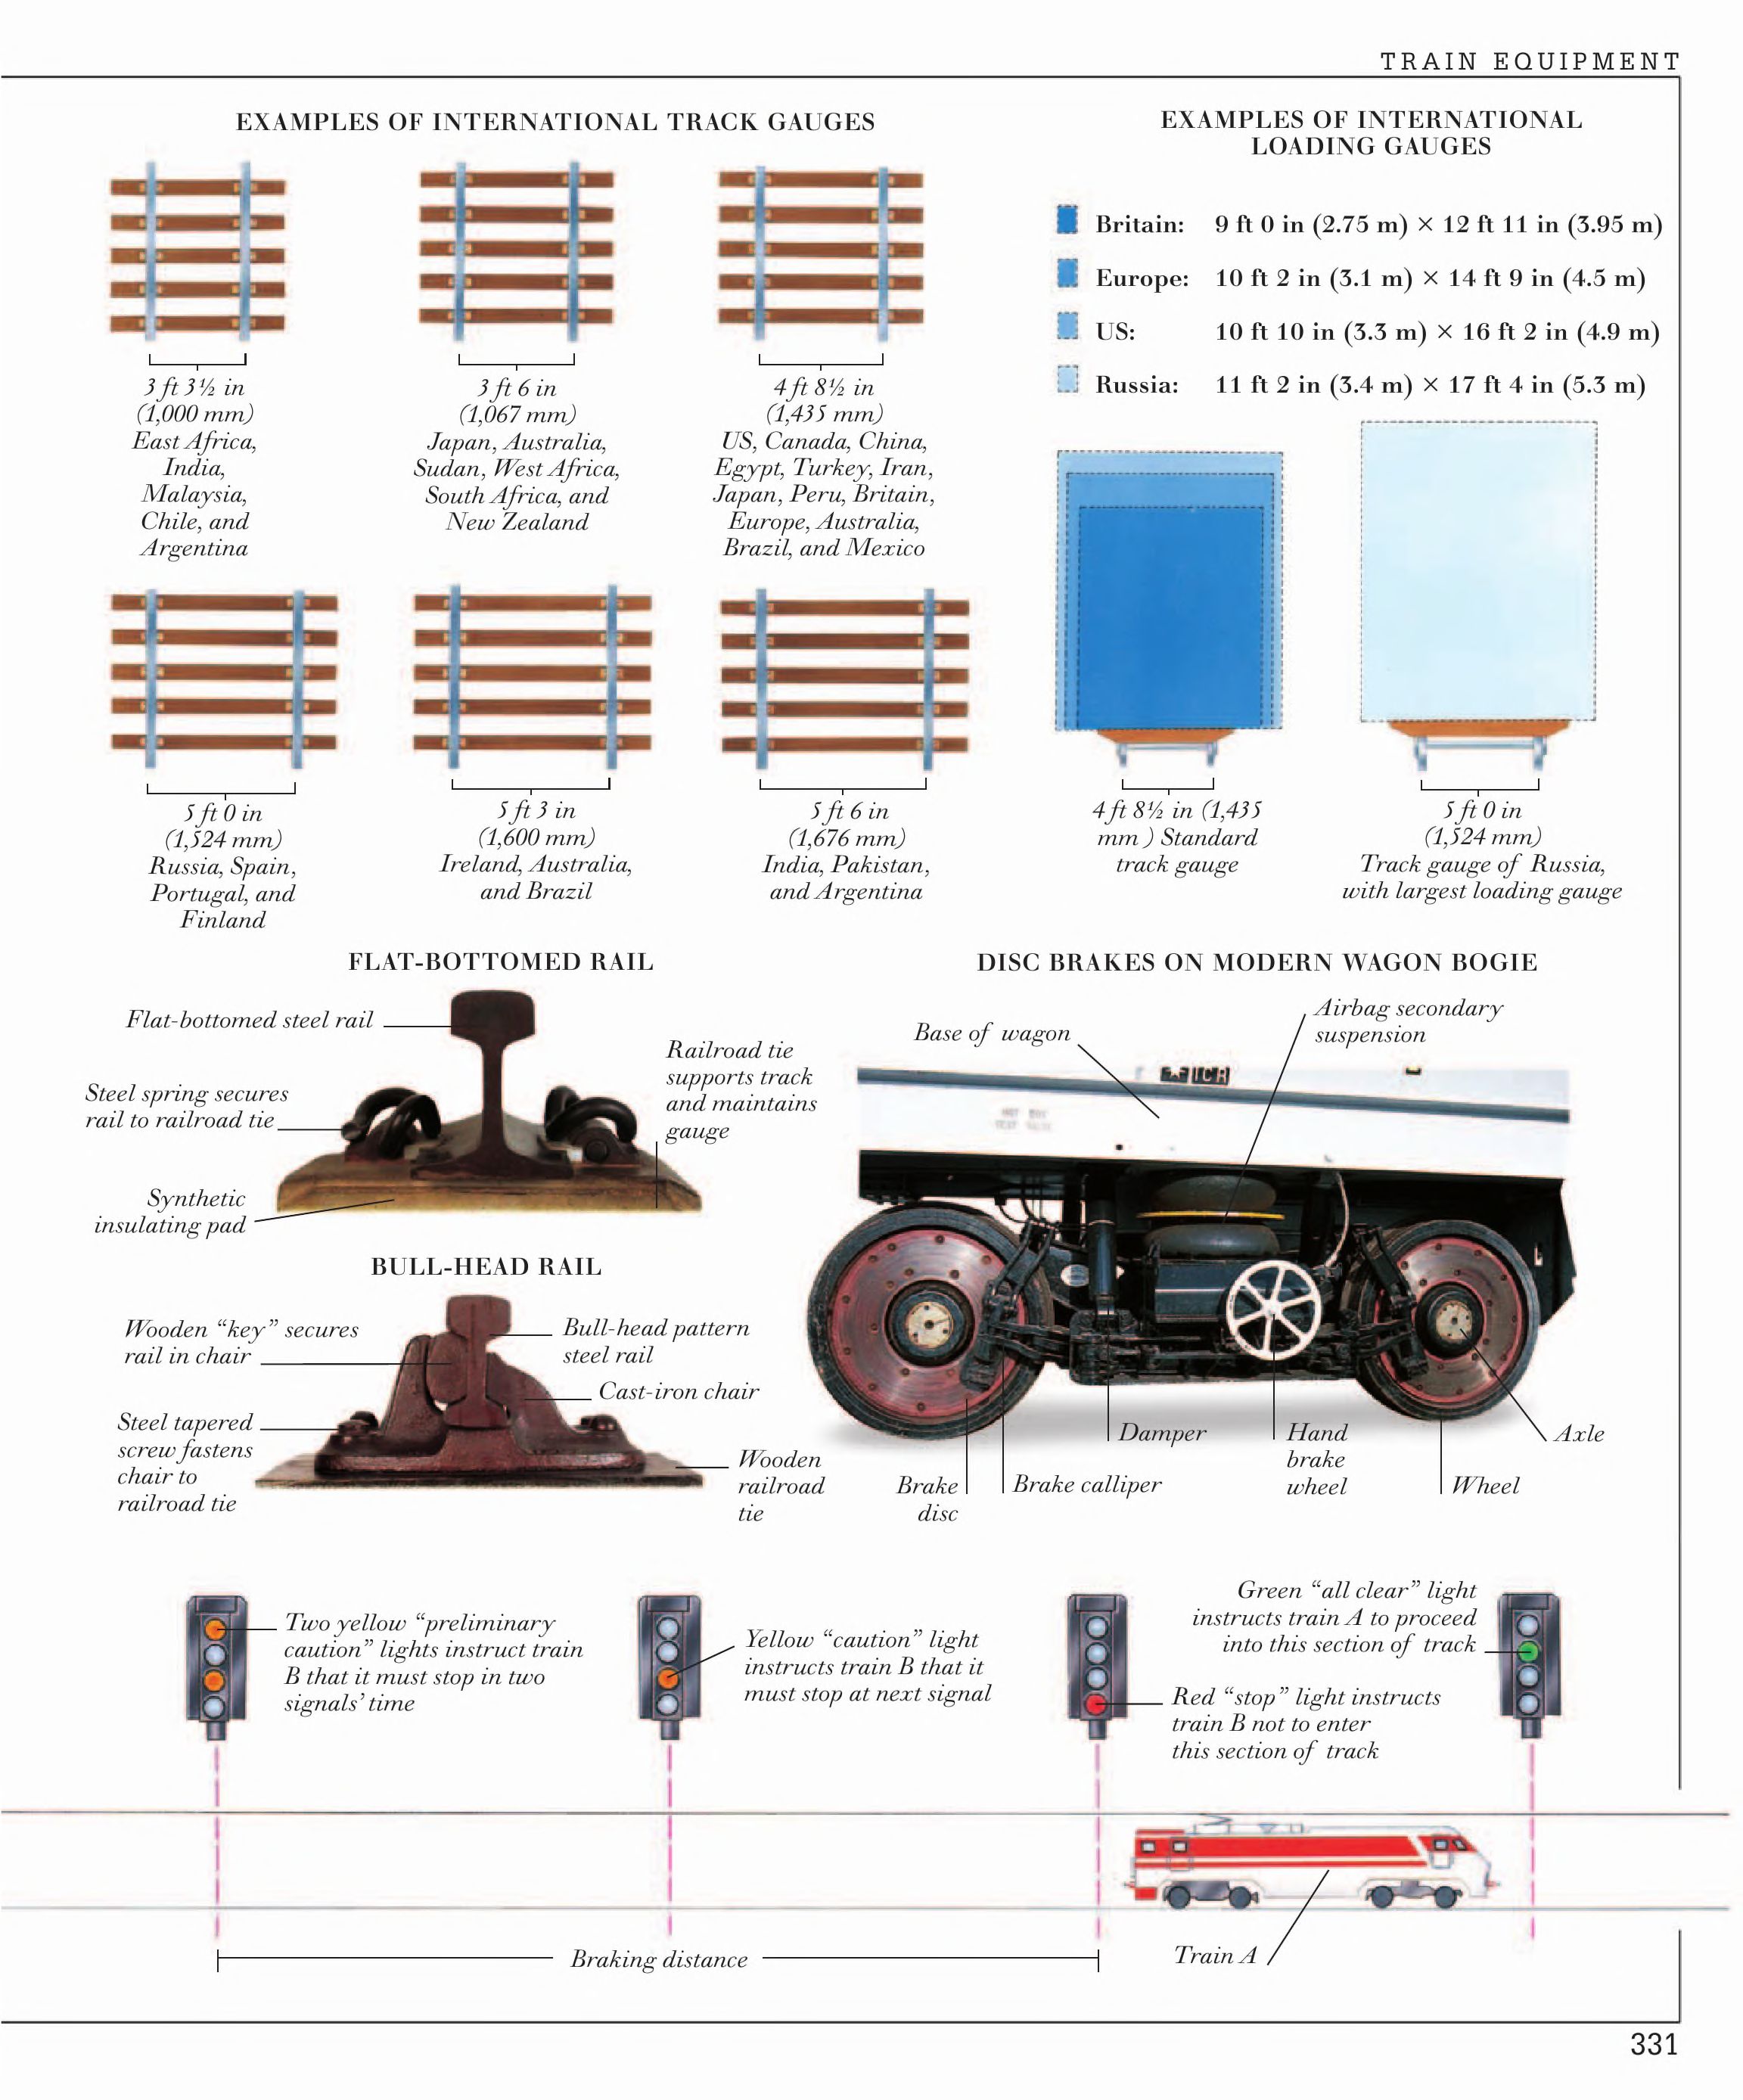 TRAIN EQUIPMENT
EXAMPLES OF INTERNATIONAL TRACK GAUGES
3 ft 3½ in
(1,000 mm)
East Africa,
India,
Malaysia,
Chile, and
Argentina
3 ft 6 in
(1,067 mm)
Japan, Australia,
Sudan, West Africa,
South Africa, and
New Zealand
4 ft 8½ in
(1,435 mm)
US, Canada, China,
Egypt, Turkey, Iran,
Japan, Peru, Britain,
Europe, Australia,
Brazil, and Mexico
5 ft 0 in
(1,524 mm)
Russia, Spain,
Portugal, and
Finland
5 ft 3 in
(1,600 mm)
Ireland, Australia,
and Brazil
5 ft 6 in
(1,676 mm)
India, Pakistan,
and Argentina
EXAMPLES OF INTERNATIONAL
LOADING GAUGES
Britain: 9 ft 0 in (2.75 m) × 12 ft 11 in (3.95 m)
Europe: 10 ft 2 in (3.1 m) × 14 ft 9 in (4.5 m)
US: 10 ft 10 in (3.3 m) × 16 ft 2 in (4.9 m)
Russia: 11 ft 2 in (3.4 m) × 17 ft 4 in (5.3 m)
4 ft 8½ in (1,435
mm ) Standard
track gauge
5 ft 0 in
(1,524 mm)
Track gauge of Russia,
with largest loading gauge
FLAT-BOTTOMED RAIL
Flat-bottomed steel rail
Steel spring secures
rail to railroad tie
Synthetic
insulating pad
Railroad tie
supports track
and maintains
gauge
BULL-HEAD RAIL
Wooden “key” secures
rail in chair
Steel tapered
screw fastens
chair to
railroad tie
Bull-head pattern
steel rail
Cast-iron chair
Wooden
railroad
tie
DISC BRAKES ON MODERN WAGON BOGIE
Base of wagon
Airbag secondary
suspension
ICR
Brake
disc
Brake calliper
Damper
Hand
brake
wheel
Wheel
Axle
Two yellow “preliminary
caution” lights instruct train
B that it must stop in two
signals’ time
Yellow “caution” light
instructs train B that it
must stop at next signal
Green “all clear” light
instructs train A to proceed
into this section of track
Red “stop” light instructs
train B not to enter
this section of track
Braking distance
Train A
331